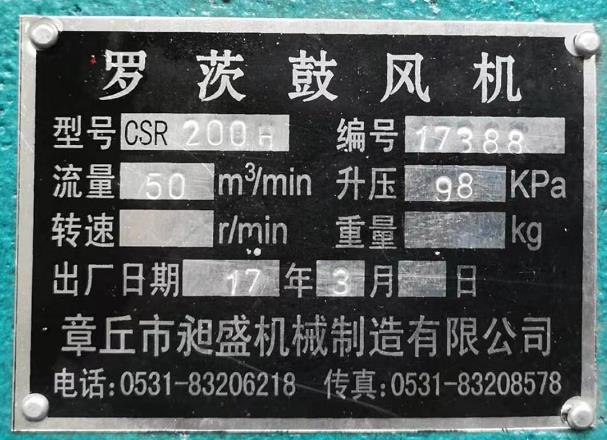 罗茨鼓风机
型号 CSR 200H 编号 17388
流量 50 m³/min 升压 98 KPa
转速 r/min 重量 kg
出厂日期 17 年 3 月 日
章丘市昶盛机械制造有限公司
电话:0531-83206218 传真:0531-83208578